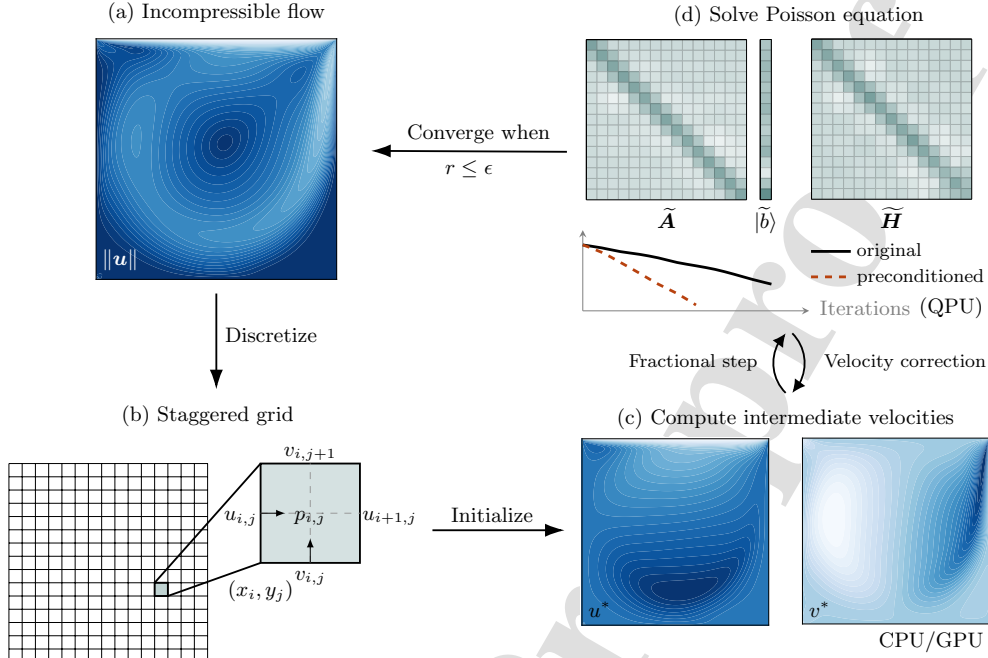 (a) Incompressible flow
‖u‖
Discretize
(b) Staggered grid
v_{i,j+1}
u_{i,j}
p_{i,j}
u_{i+1,j}
v_{i,j}
(x_i, y_j)
Initialize
(c) Compute intermediate velocities
u*
v*
CPU/GPU
Fractional step
Velocity correction
(d) Solve Poisson equation
Ã
|b̃⟩
H̃
original
preconditioned
Iterations (QPU)
Converge when
r ≤ ϵ